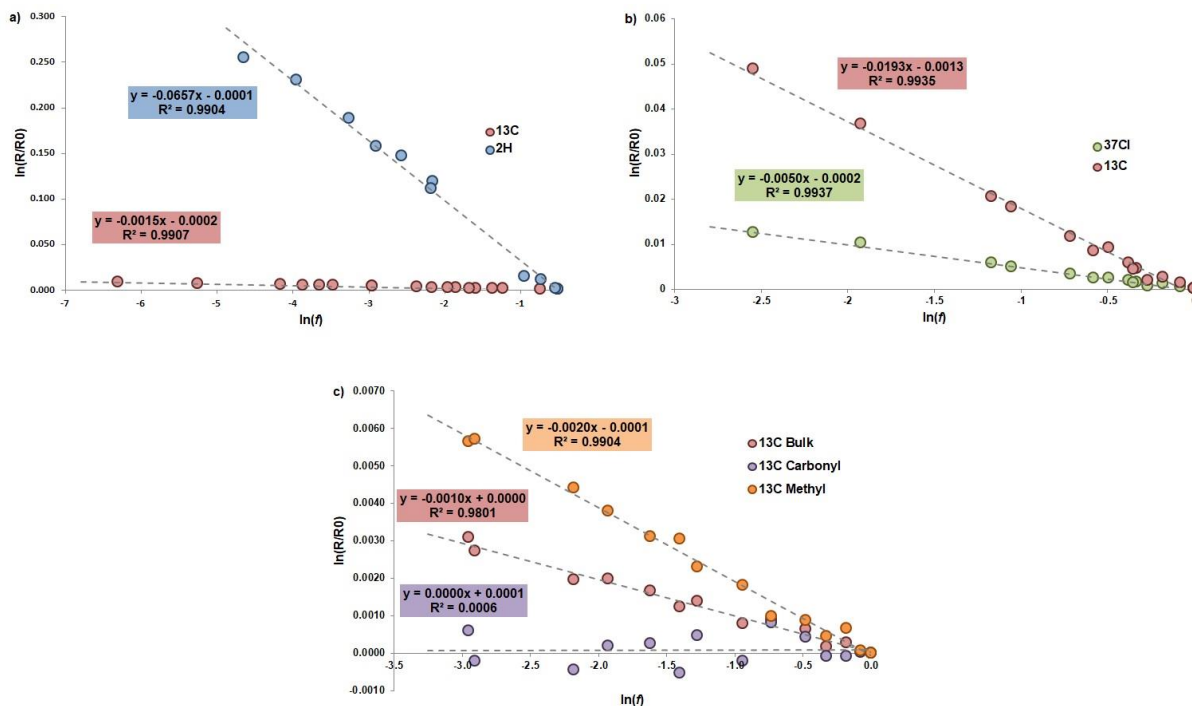 a)
0.300
0.250
0.200
0.150
0.100
0.050
0.000
ln(R/R0)
y = -0.0657x - 0.0001
R² = 0.9904
13C
2H
y = -0.0015x - 0.0002
R² = 0.9907
-7 -6 -5 -4 -3 -2 -1
ln(f)
b)
0.06
0.05
0.04
0.03
0.02
0.01
0
ln(R/R0)
y = -0.0193x - 0.0013
R² = 0.9935
37Cl
13C
y = -0.0050x - 0.0002
R² = 0.9937
-3 -2.5 -2 -1.5 -1 -0.5
ln(f)
c)
0.0070
0.0060
0.0050
0.0040
0.0030
0.0020
0.0010
0.0000
-0.0010
ln(R/R0)
y = -0.0020x - 0.0001
R² = 0.9904
13C Bulk
13C Carbonyl
13C Methyl
y = -0.0010x + 0.0000
R² = 0.9801
y = 0.0000x + 0.0001
R² = 0.0006
-3.5 -3.0 -2.5 -2.0 -1.5 -1.0 -0.5 0.0
ln(f)